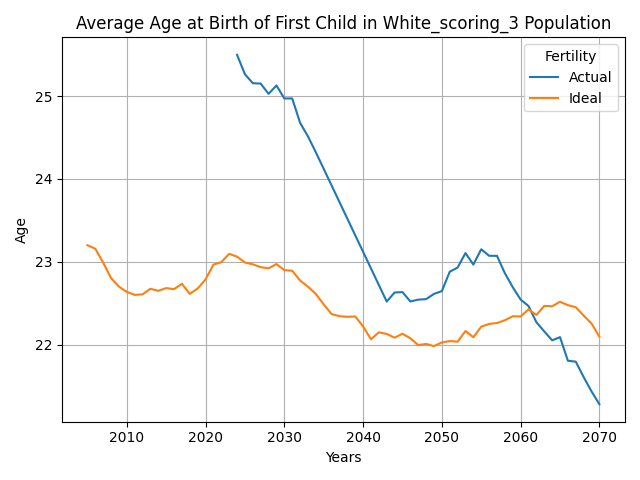 Average Age at Birth of First Child in White_scoring_3 Population
Fertility
Actual
Ideal
Age
25
24
23
22
2010 2020 2030 2040 2050 2060 2070
Years